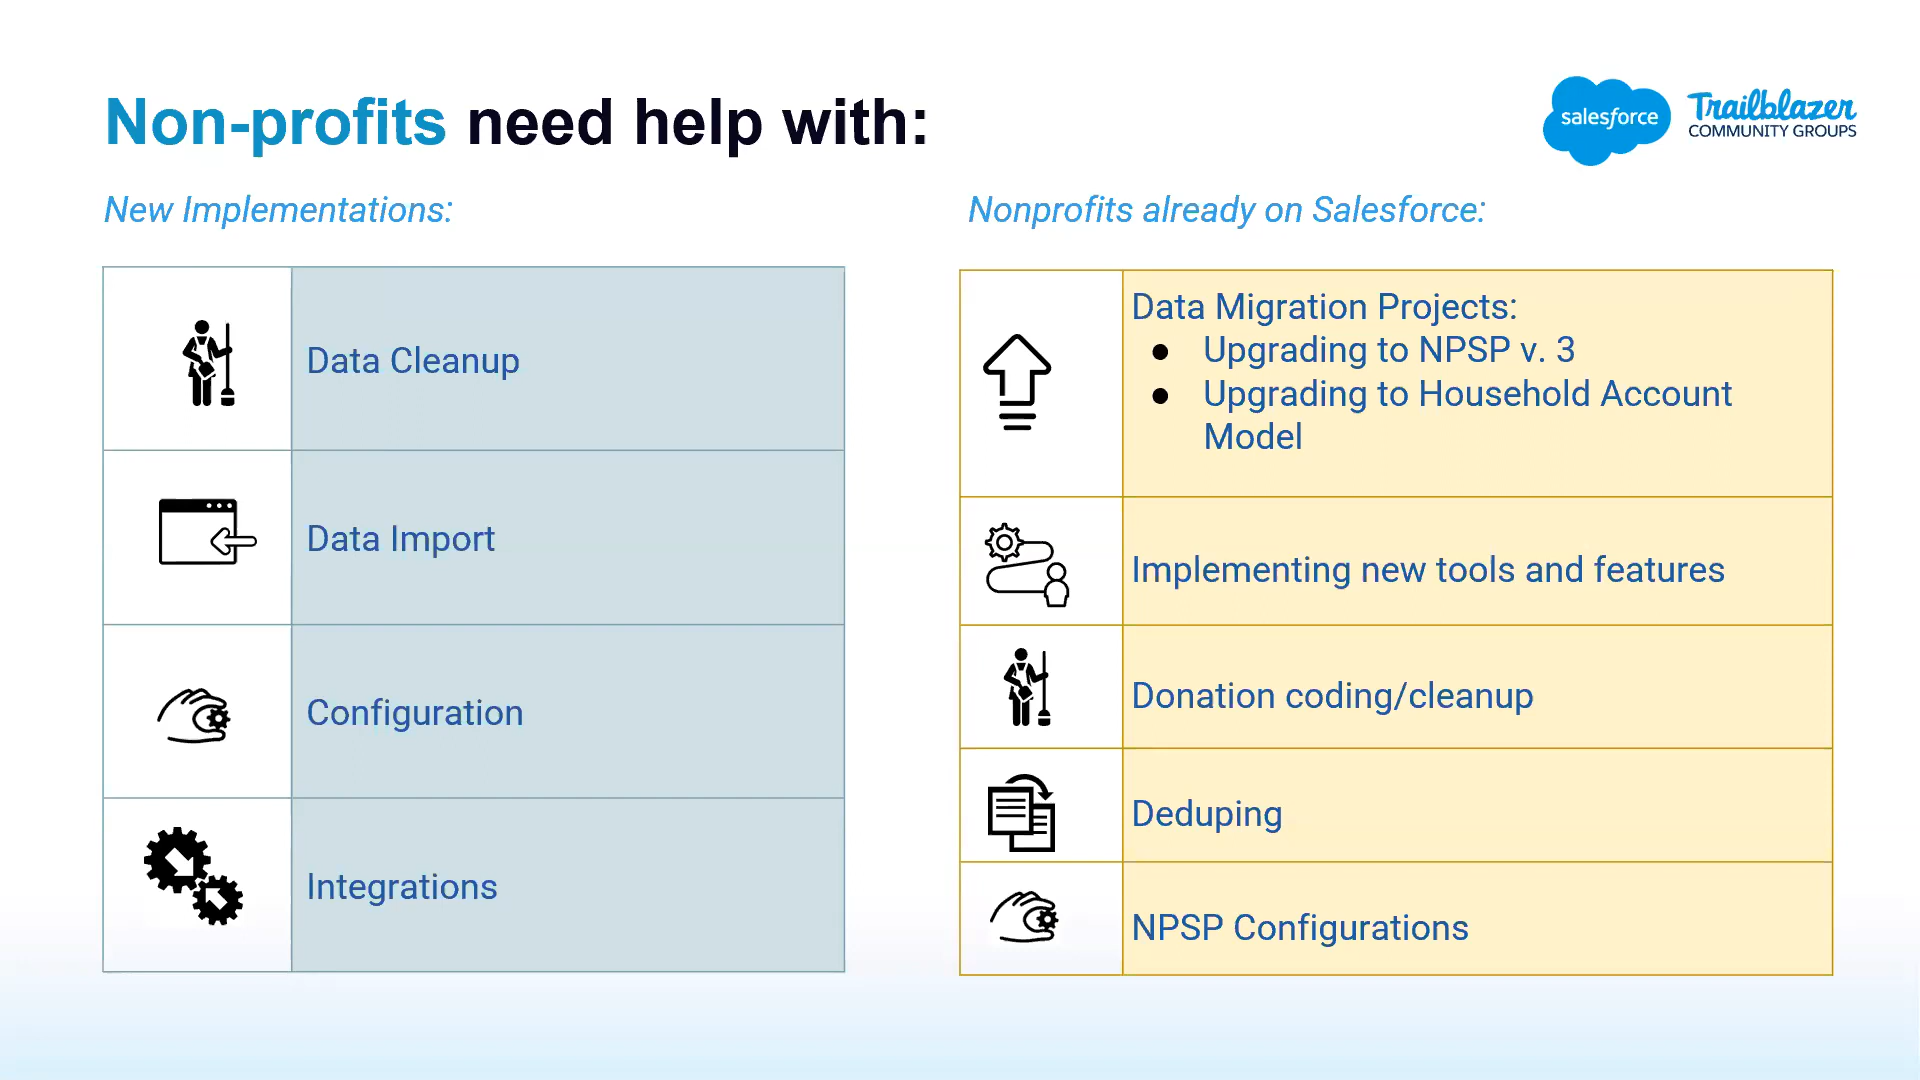 Non-profits need help with:
salesforce
Trailblazer
COMMUNITY GROUPS
New Implementations:
Data Cleanup
Data Import
Configuration
Integrations
Nonprofits already on Salesforce:
Data Migration Projects:
● Upgrading to NPSP v. 3
● Upgrading to Household Account
Model
Implementing new tools and features
Donation coding/cleanup
Deduping
NPSP Configurations